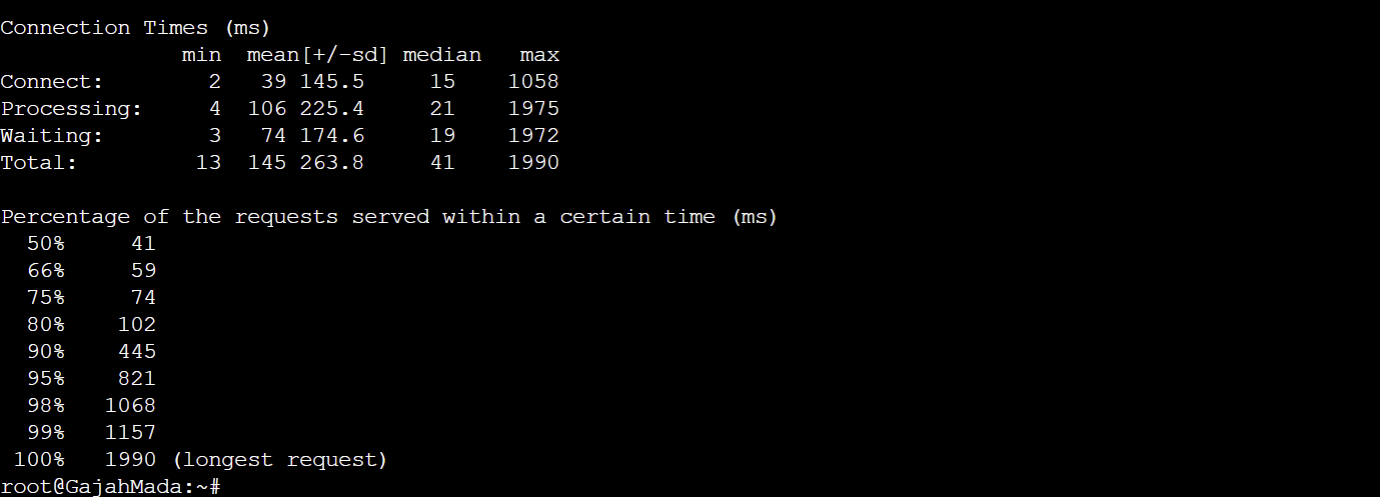 Connection Times (ms)
              min  mean[+/-sd] median   max
Connect:        2   39 145.5     15    1058
Processing:     4  106 225.4     21    1975
Waiting:        3   74 174.6     19    1972
Total:         13  145 263.8     41    1990

Percentage of the requests served within a certain time (ms)
  50%     41
  66%     59
  75%     74
  80%    102
  90%    445
  95%    821
  98%   1068
  99%   1157
 100%   1990 (longest request)
root@GajahMada:~#